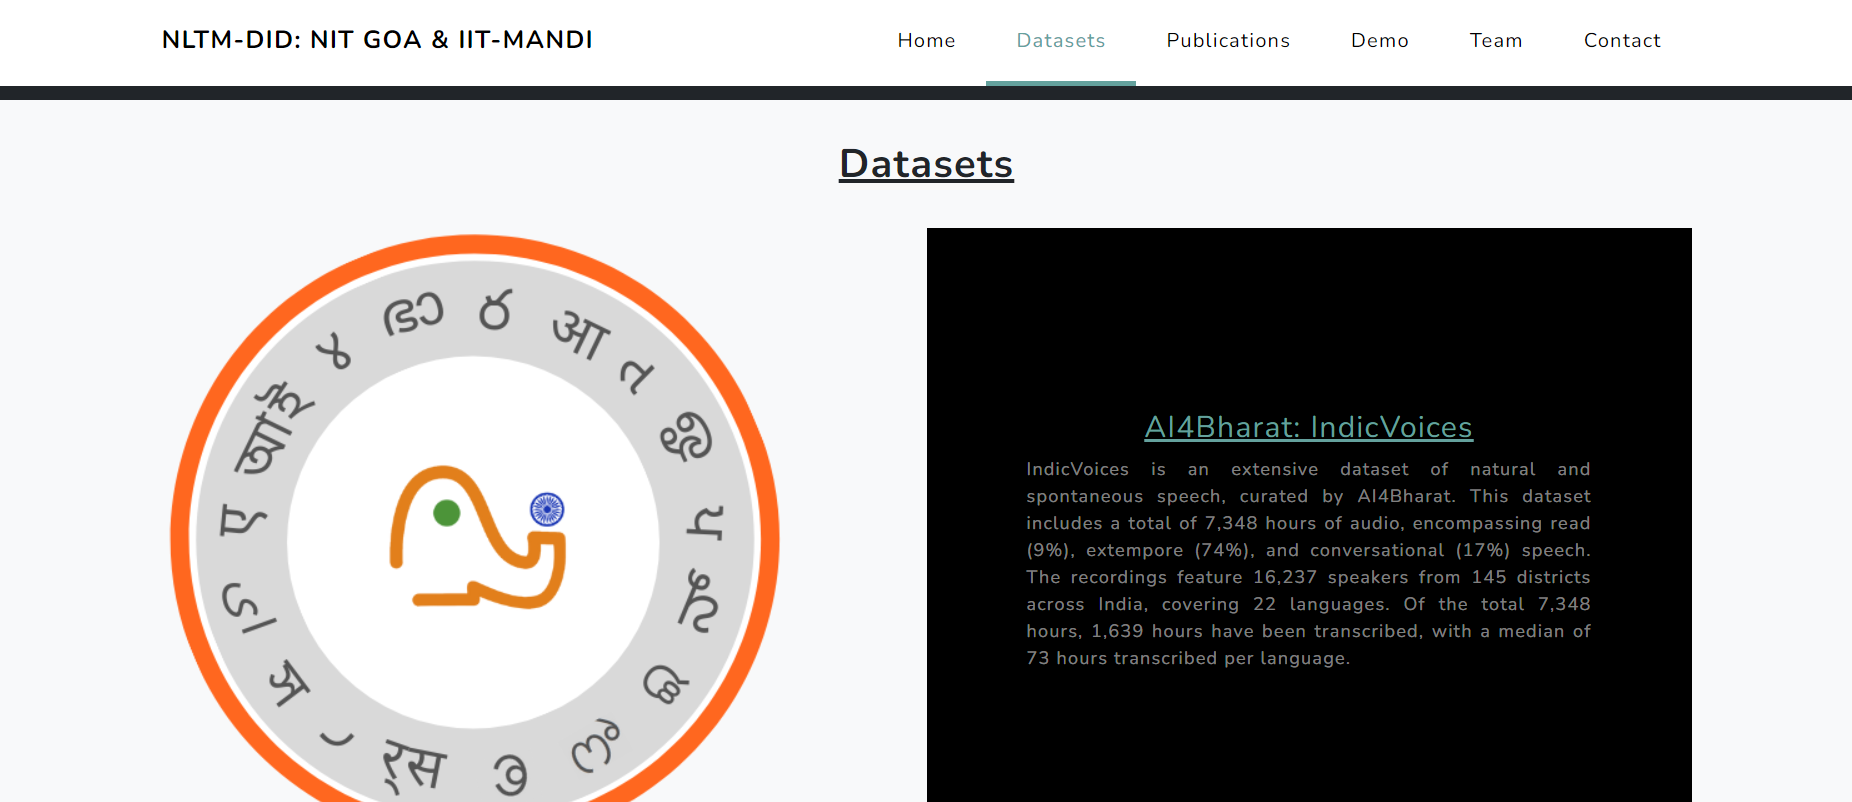 NLTM-DID: NIT GOA & IIT-MANDI
Home Datasets Publications Demo Team Contact
Datasets
आ
त
ए
र्स
AI4Bharat: IndicVoices
IndicVoices is an extensive dataset of natural and
spontaneous speech, curated by AI4Bharat. This dataset
includes a total of 7,348 hours of audio, encompassing read
(9%), extempore (74%), and conversational (17%) speech.
The recordings feature 16,237 speakers from 145 districts
across India, covering 22 languages. Of the total 7,348
hours, 1,639 hours have been transcribed, with a median of
73 hours transcribed per language.